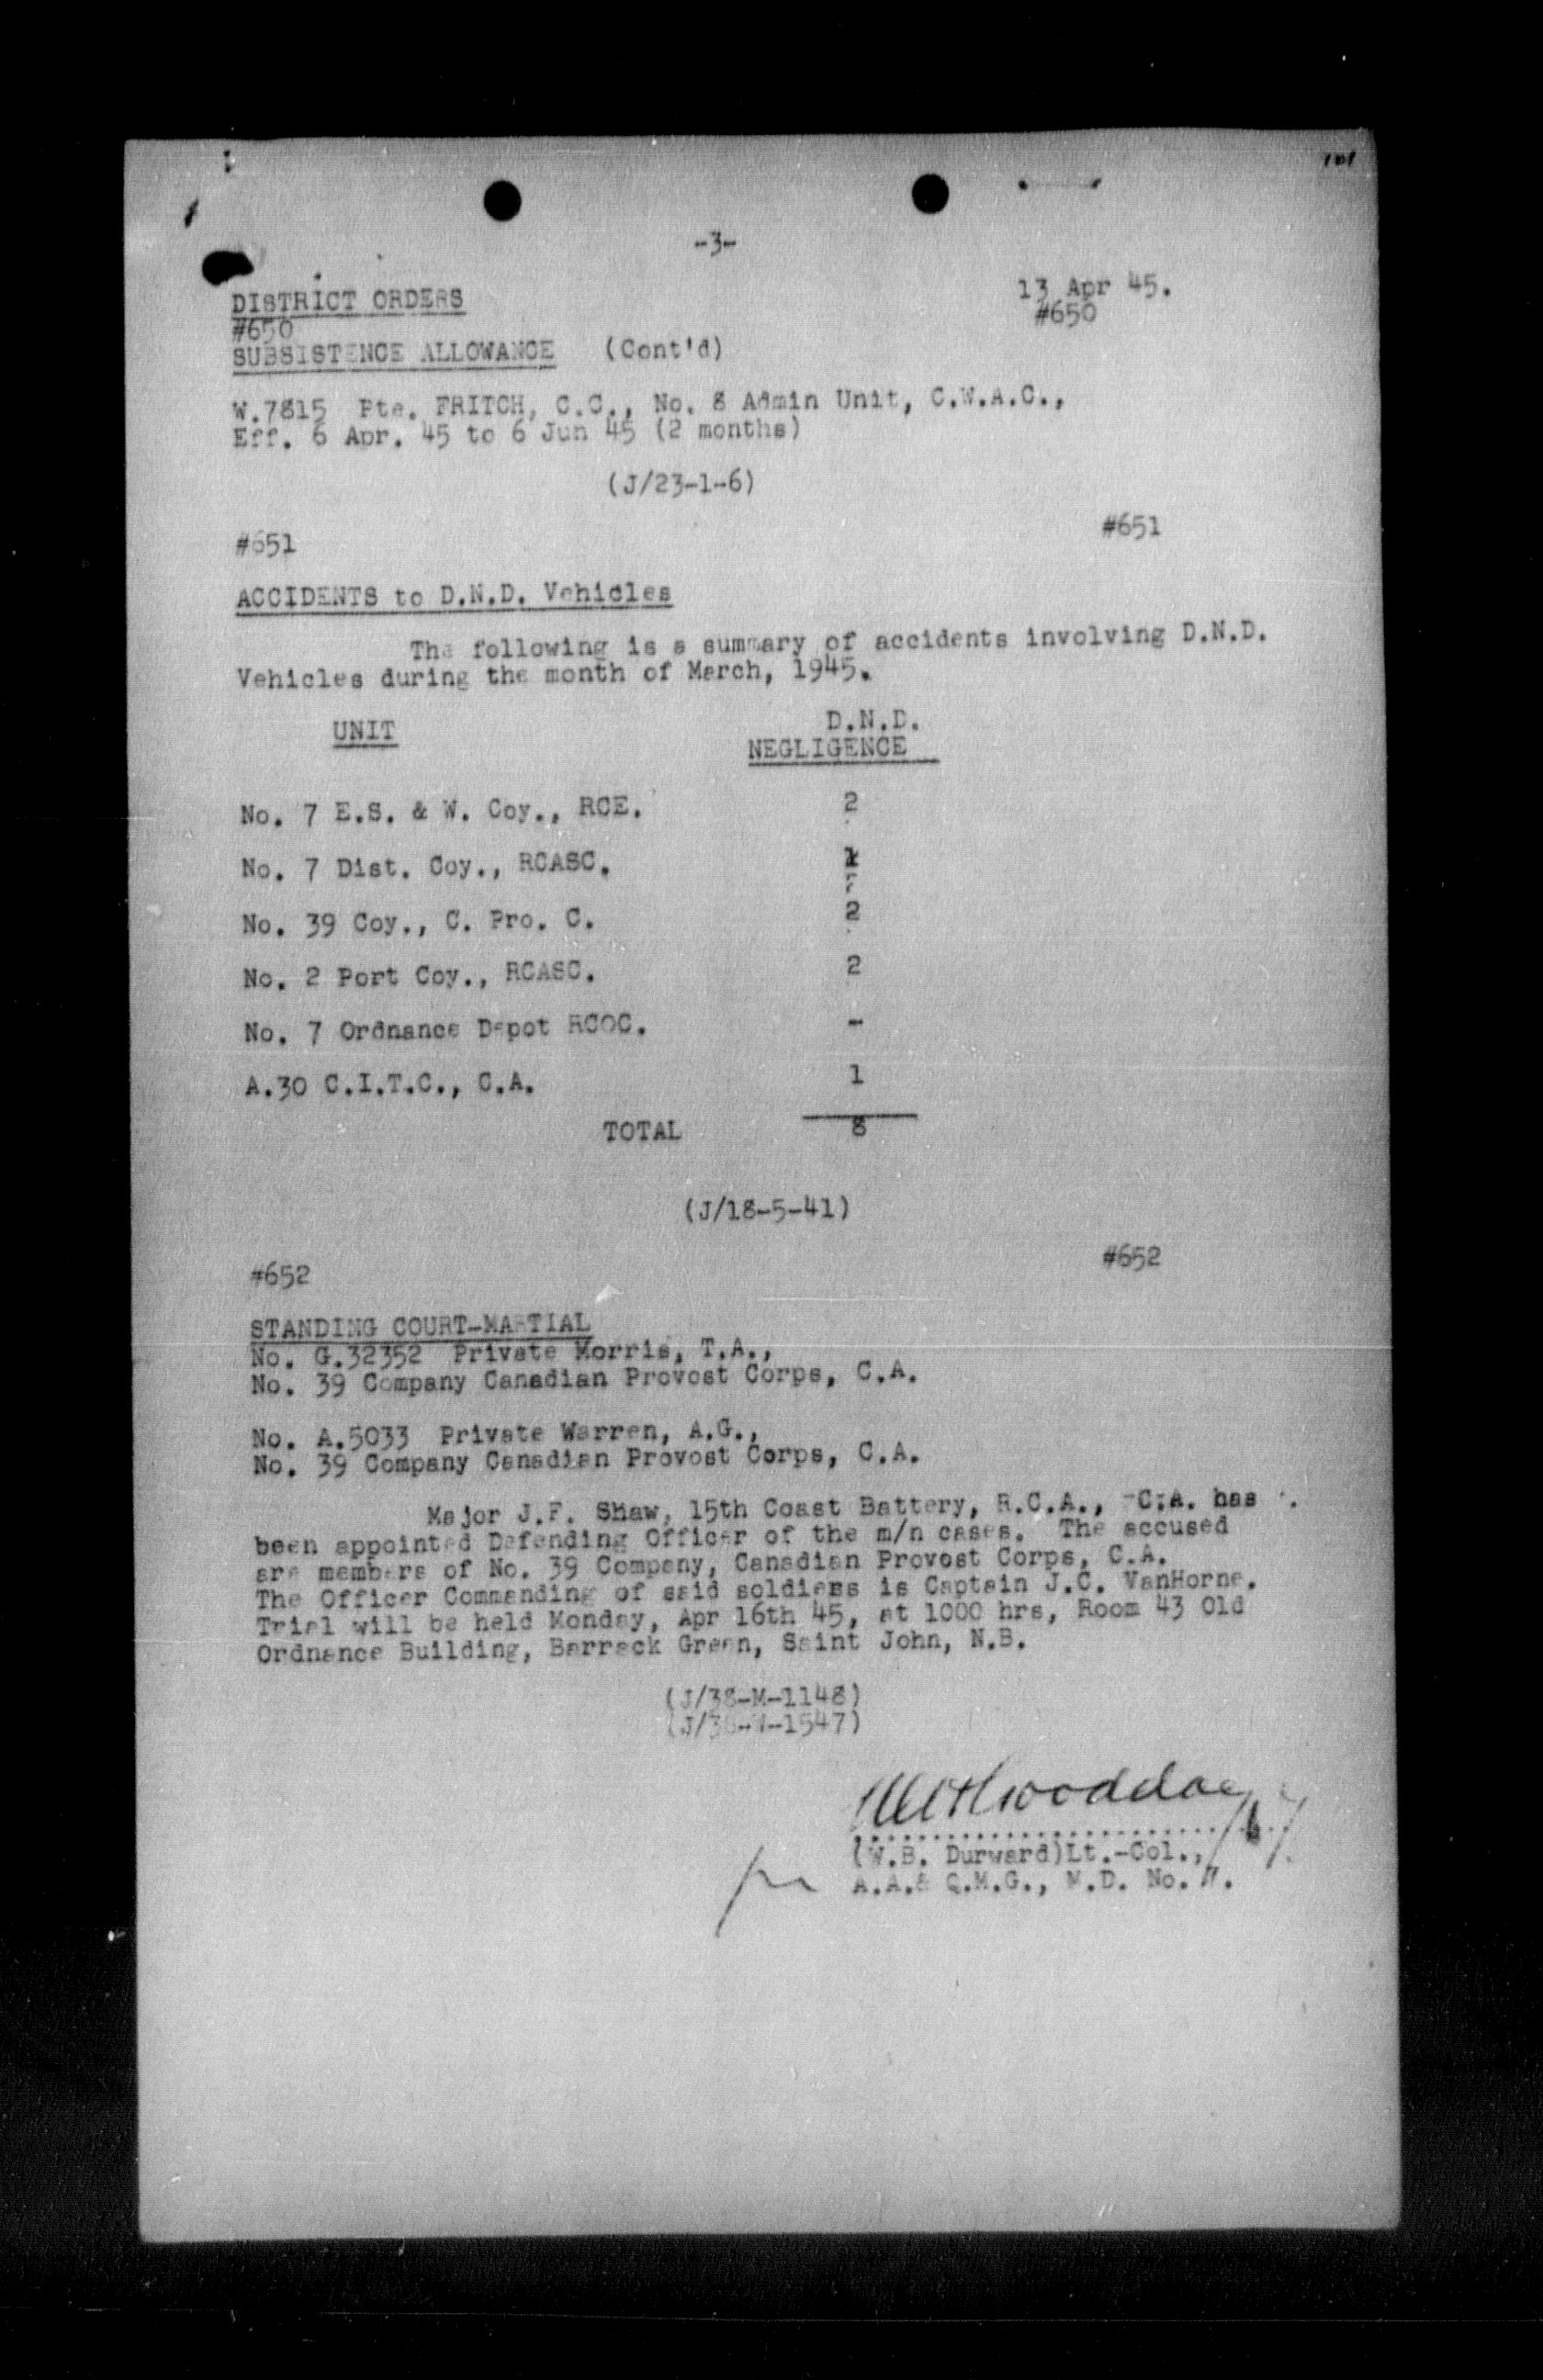 101
-3-
DISTRICT ORDERS 13 Apr 45.
#650 #650
SUBSISTENCE ALLOWANCE (Cont'd)
W.7815 Pte. FRITCH, C.C., No. 8 Admin Unit, C.W.A.C.,
Eff. 6 Apr. 45 to 6 Jun 45 (2 months)
(J/23-1-6)
#651 #651
ACCIDENTS to D.N.D. Vehicles
The following is a summary of accidents involving D.N.D.
Vehicles during the month of March, 1945.
UNIT D.N.D.
NEGLIGENCE
No. 7 E.S. & W. Coy., RCE. 2
No. 7 Dist. Coy., RCASC. 1
No. 39 Coy., C. Pro. C. 2
No. 2 Port Coy., RCASC. 2
No. 7 Ordnance Depot RCOC. -
A.30 C.I.T.C., C.A. 1
TOTAL 8
(J/18-5-41)
#652 #652
STANDING COURT-MARTIAL
No. G.32352 Private Morris, T.A.,
No. 39 Company Canadian Provost Corps, C.A.
No. A.5033 Private Warren, A.G.,
No. 39 Company Canadian Provost Corps, C.A.
Major J.F. Shaw, 15th Coast Battery, R.C.A., C.A. has
been appointed Defending Officer of the m/n cases. The accused
are members of No. 39 Company, Canadian Provost Corps, C.A.
The Officer Commanding of said soldiers is Captain J.C. VanHorne.
Trial will be held Monday, Apr 16th 45, at 1000 hrs, Room 43 Old
Ordnance Building, Barrack Green, Saint John, N.B.
(J/38-M-1148)
(J/38-W-1547)
(W.B. Durward)Lt.-Col.,
for A.A.& Q.M.G., M.D. No.